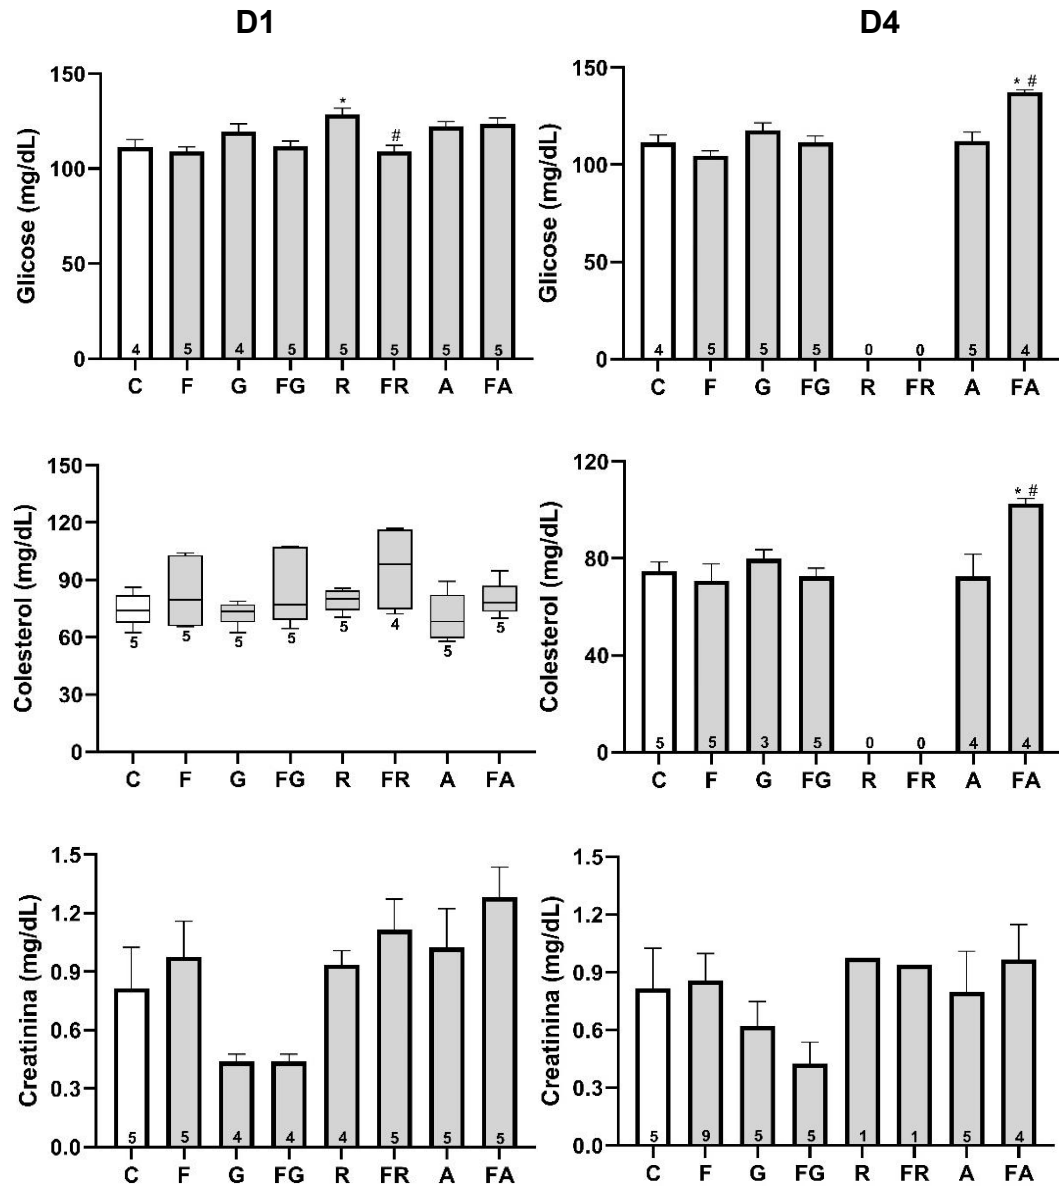 D1
D4
Glicose (mg/dL)
150
100
50
0
*
#
4 5 4 5 5 5 5 5
C F G FG R FR A FA
Glicose (mg/dL)
150
100
50
0
* #
4 5 5 5 0 0 5 4
C F G FG R FR A FA
Colesterol (mg/dL)
150
120
90
60
30
0
5 5 5 5 5 4 5 5
C F G FG R FR A FA
Colesterol (mg/dL)
120
80
40
0
* #
5 5 3 5 0 0 4 4
C F G FG R FR A FA
Creatinina (mg/dL)
1.5
1.2
0.9
0.6
0.3
0.0
5 5 4 4 4 5 5 5
C F G FG R FR A FA
Creatinina (mg/dL)
1.5
1.2
0.9
0.6
0.3
0.0
5 9 5 5 1 1 5 4
C F G FG R FR A FA